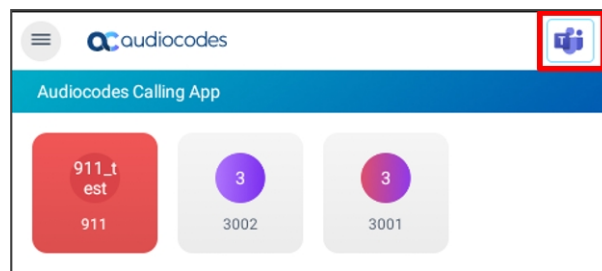 audiocodes
Audiocodes Calling App
911_t
est
911
3
3002
3
3001